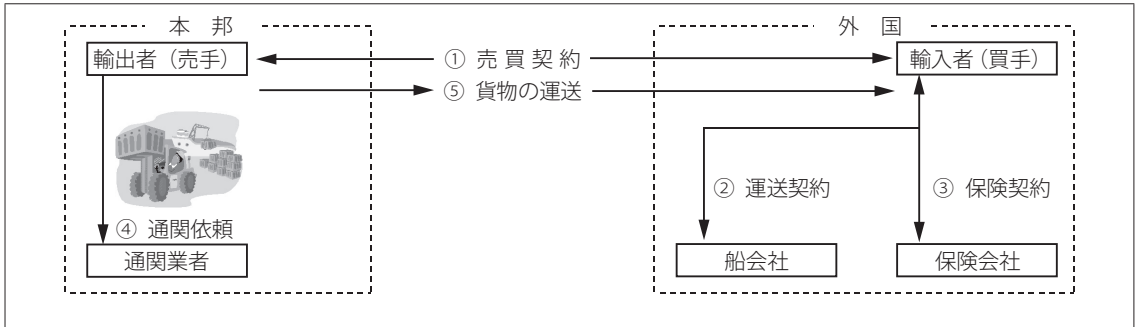 本 邦
外 国
輸出者（売手）
① 売 買 契 約
輸入者（買手）
⑤ 貨物の運送
② 運送契約
③ 保険契約
④ 通関依頼
通関業者
船会社
保険会社